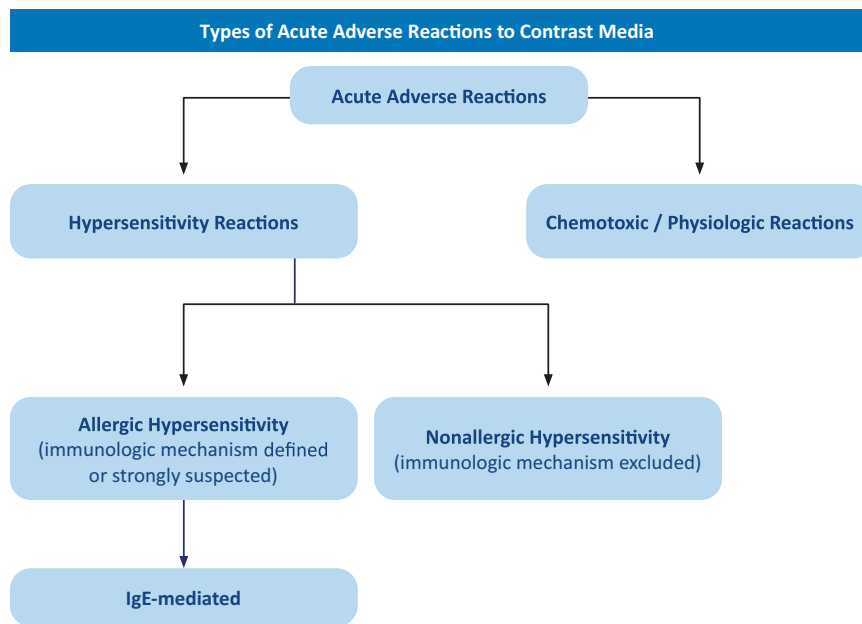 Types of Acute Adverse Reactions to Contrast Media
Acute Adverse Reactions
Hypersensitivity Reactions
Chemotoxic / Physiologic Reactions
Allergic Hypersensitivity
(immunologic mechanism defined
or strongly suspected)
Nonallergic Hypersensitivity
(immunologic mechanism excluded)
IgE-mediated